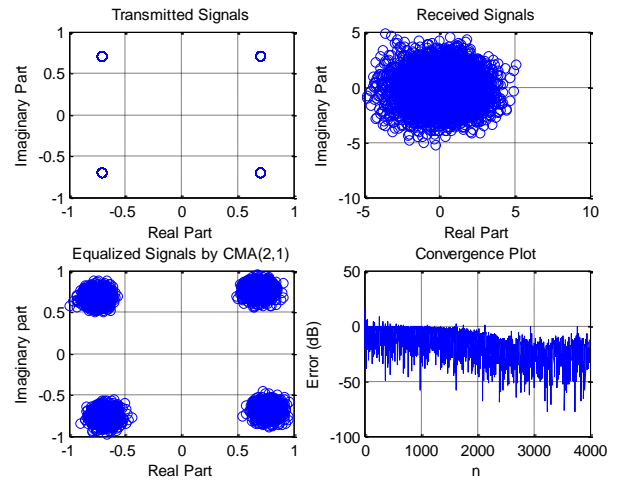 Transmitted Signals
Imaginary Part
1
0.5
0
-0.5
-1
-1 -0.5 0 0.5 1
Real Part
Received Signals
Imaginary Part
5
0
-5
-10
-5 0 5 10
Real Part
Equalized Signals by CMA(2,1)
Imaginary part
1
0.5
0
-0.5
-1
-1 -0.5 0 0.5 1
Real Part
Convergence Plot
Error (dB)
50
0
-50
-100
0 1000 2000 3000 4000
n